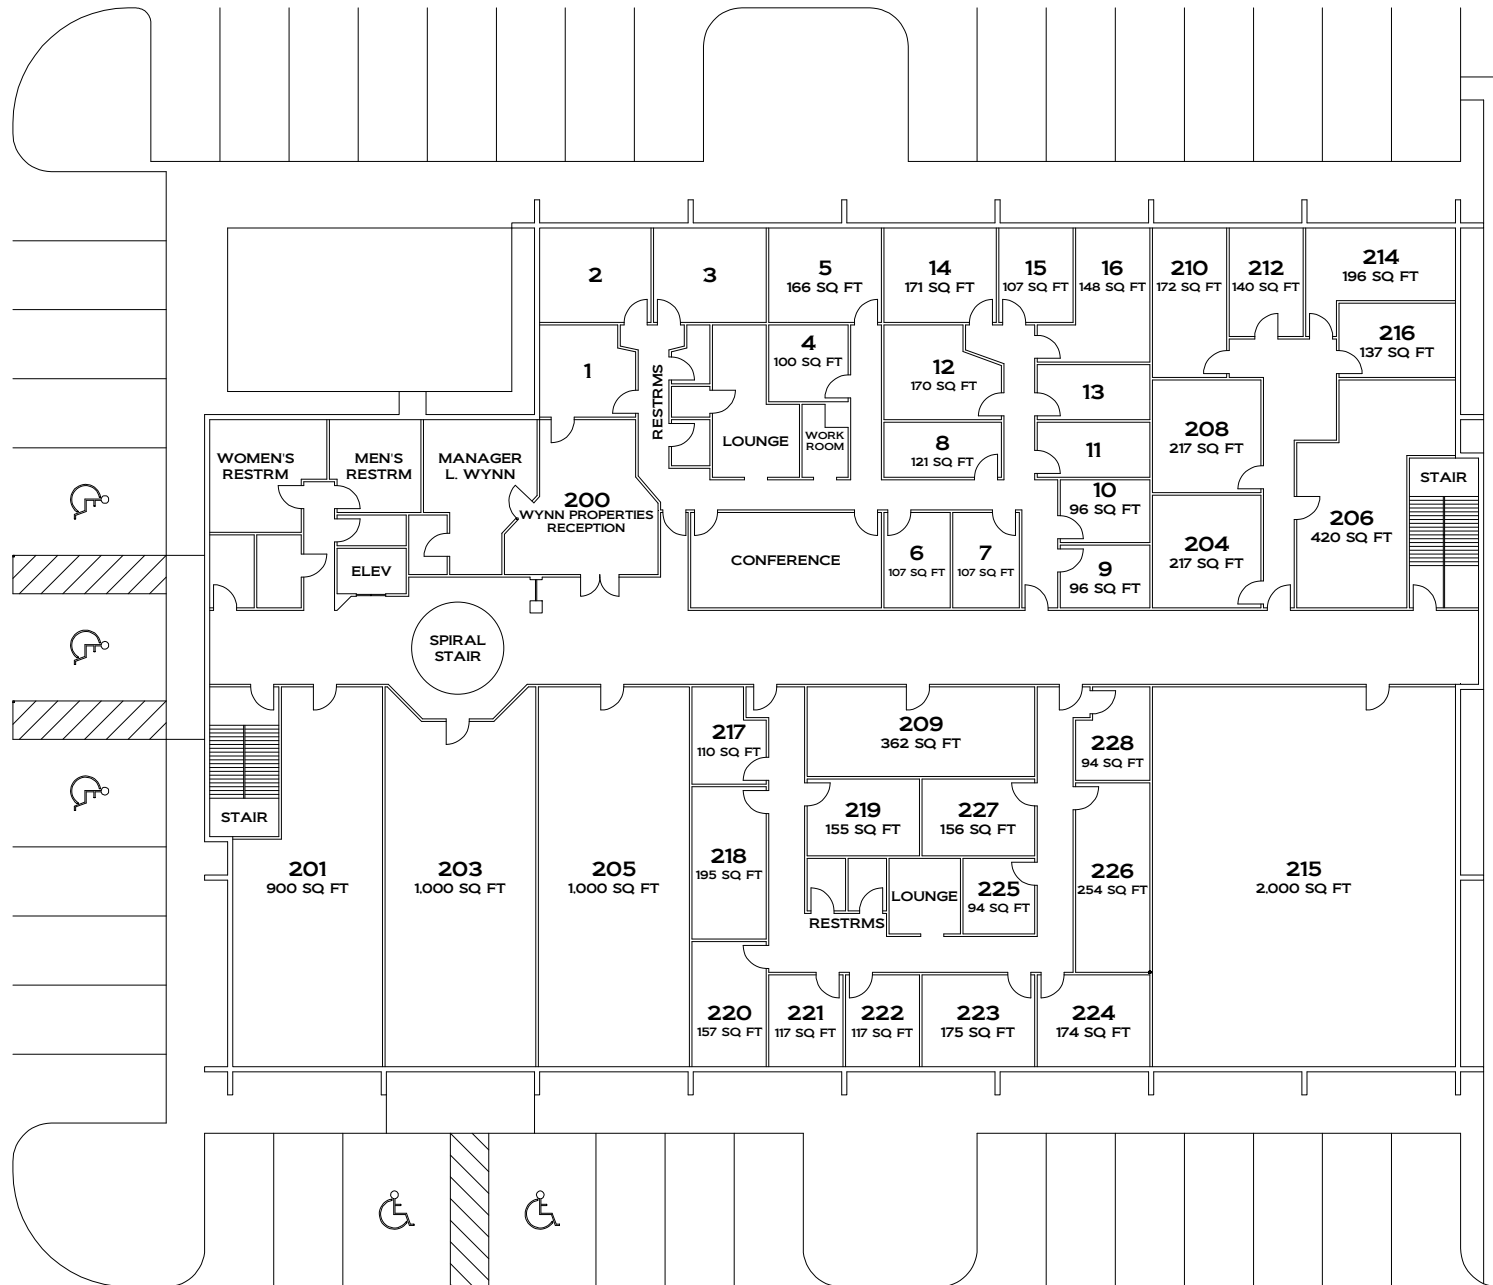 2
3
5
166 SQ FT
14
171 SQ FT
15
107 SQ FT
16
148 SQ FT
210
172 SQ FT
212
140 SQ FT
214
196 SQ FT
216
137 SQ FT
1
RESTRMS
4
100 SQ FT
12
170 SQ FT
13
LOUNGE
WORK
ROOM
8
121 SQ FT
11
208
217 SQ FT
WOMEN'S
RESTRM
MEN'S
RESTRM
MANAGER
L. WYNN
200
WYNN PROPERTIES
RECEPTION
10
96 SQ FT
206
420 SQ FT
STAIR
ELEV
CONFERENCE
6
107 SQ FT
7
107 SQ FT
9
96 SQ FT
204
217 SQ FT
SPIRAL
STAIR
217
110 SQ FT
209
362 SQ FT
228
94 SQ FT
STAIR
219
155 SQ FT
227
156 SQ FT
201
900 SQ FT
203
1,000 SQ FT
205
1,000 SQ FT
218
195 SQ FT
LOUNGE
225
94 SQ FT
226
254 SQ FT
215
2,000 SQ FT
RESTRMS
220
157 SQ FT
221
117 SQ FT
222
117 SQ FT
223
175 SQ FT
224
174 SQ FT